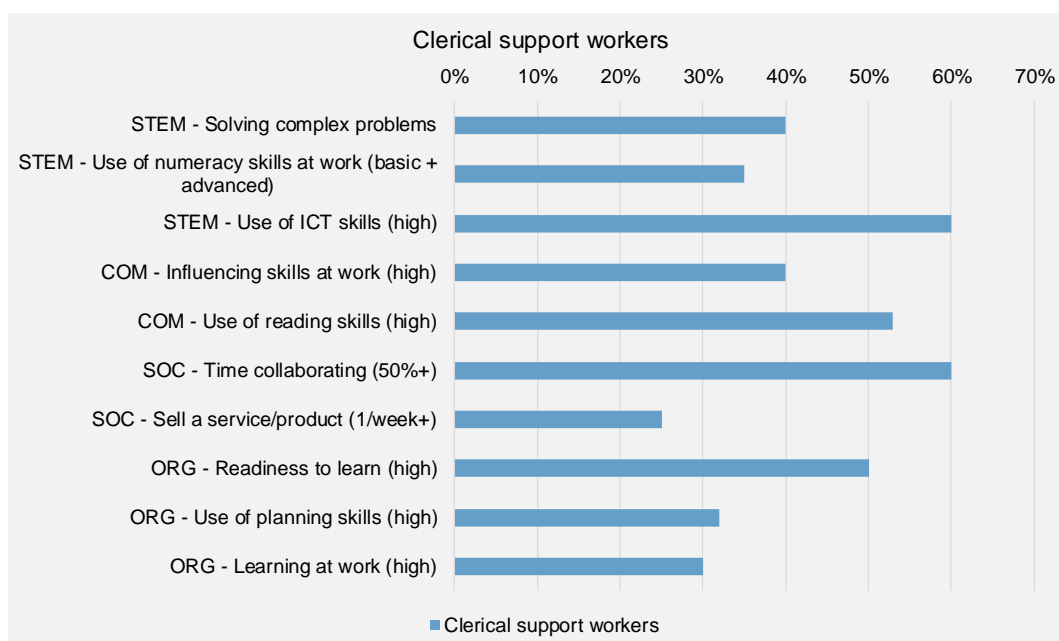 Clerical support workers
0% 10% 20% 30% 40% 50% 60% 70%
STEM - Solving complex problems
STEM - Use of numeracy skills at work (basic +
advanced)
STEM - Use of ICT skills (high)
COM - Influencing skills at work (high)
COM - Use of reading skills (high)
SOC - Time collaborating (50%+)
SOC - Sell a service/product (1/week+)
ORG - Readiness to learn (high)
ORG - Use of planning skills (high)
ORG - Learning at work (high)
Clerical support workers